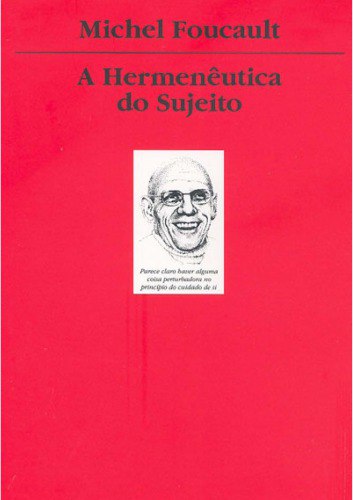 Michel Foucault
A Hermenêutica
do Sujeito
Parece claro haver alguma
coisa perturbadora no
princípio do cuidado de si